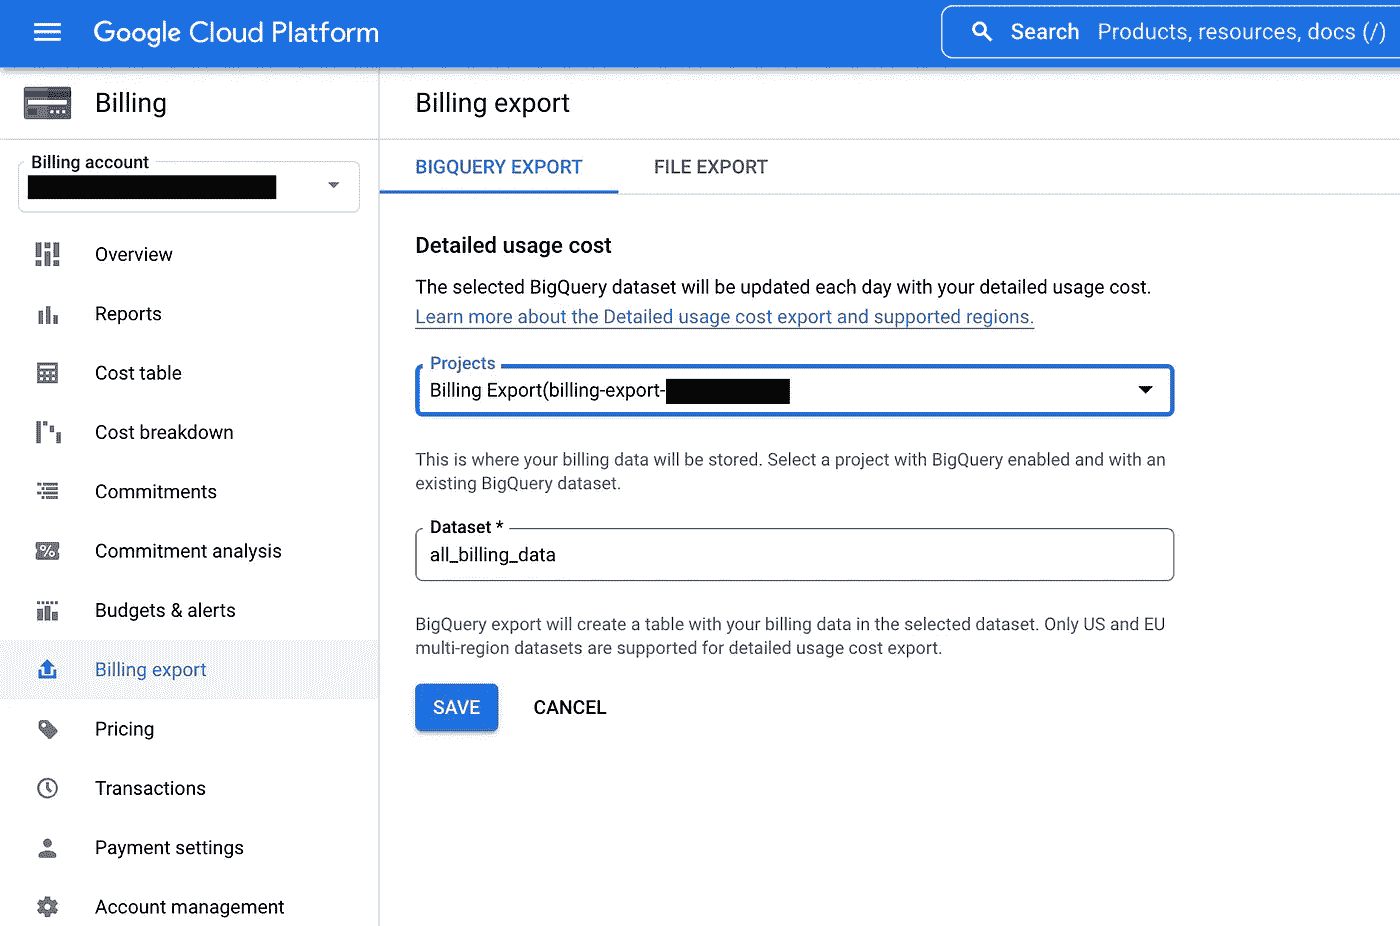 Google Cloud Platform
Search Products, resources, docs (/)
Billing
Billing account
Overview
Reports
Cost table
Cost breakdown
Commitments
Commitment analysis
Budgets & alerts
Billing export
Pricing
Transactions
Payment settings
Account management
Billing export
BIGQUERY EXPORT
FILE EXPORT
Detailed usage cost
The selected BigQuery dataset will be updated each day with your detailed usage cost.
Learn more about the Detailed usage cost export and supported regions.
Projects
Billing Export(billing-export-
This is where your billing data will be stored. Select a project with BigQuery enabled and with an
existing BigQuery dataset.
Dataset *
all_billing_data
BigQuery export will create a table with your billing data in the selected dataset. Only US and EU
multi-region datasets are supported for detailed usage cost export.
SAVE
CANCEL